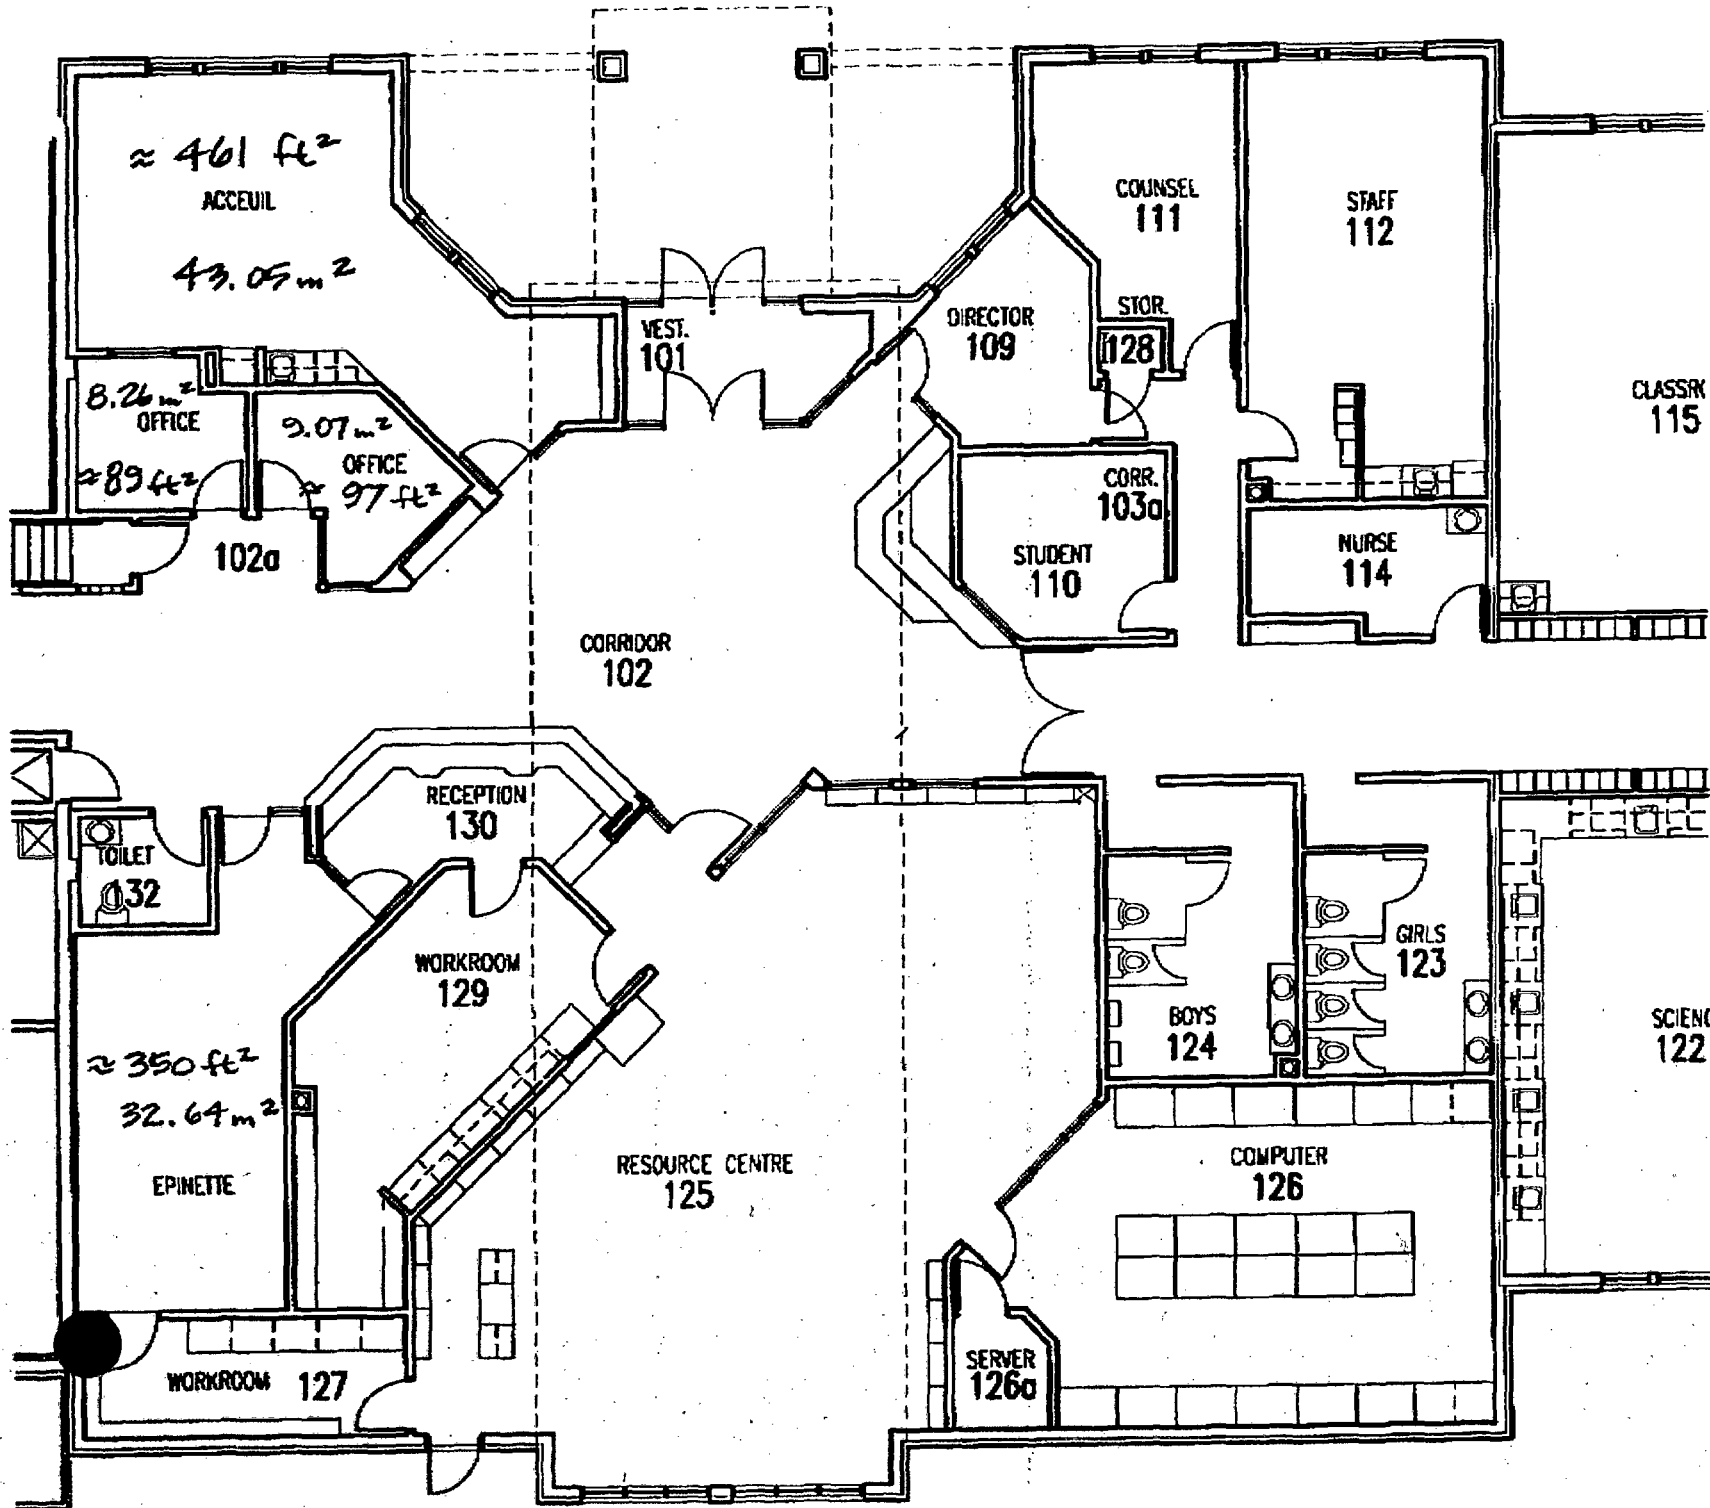 ≈ 461 ft²
ACCEUIL
43.05 m²
COUNSEL
111
STAFF
112
VEST.
101
DIRECTOR
109
STOR.
128
8.26 m²
OFFICE
≈ 89 ft²
9.07 m²
OFFICE
≈ 97 ft²
CLASSR
115
CORR.
103a
102a
STUDENT
110
NURSE
114
CORRIDOR
102
RECEPTION
130
TOILET
132
WORKROOM
129
GIRLS
123
BOYS
124
SCIENC
122
≈ 350 ft²
32.64 m²
EPINETTE
RESOURCE CENTRE
125
COMPUTER
126
SERVER
126a
WORKROOM 127